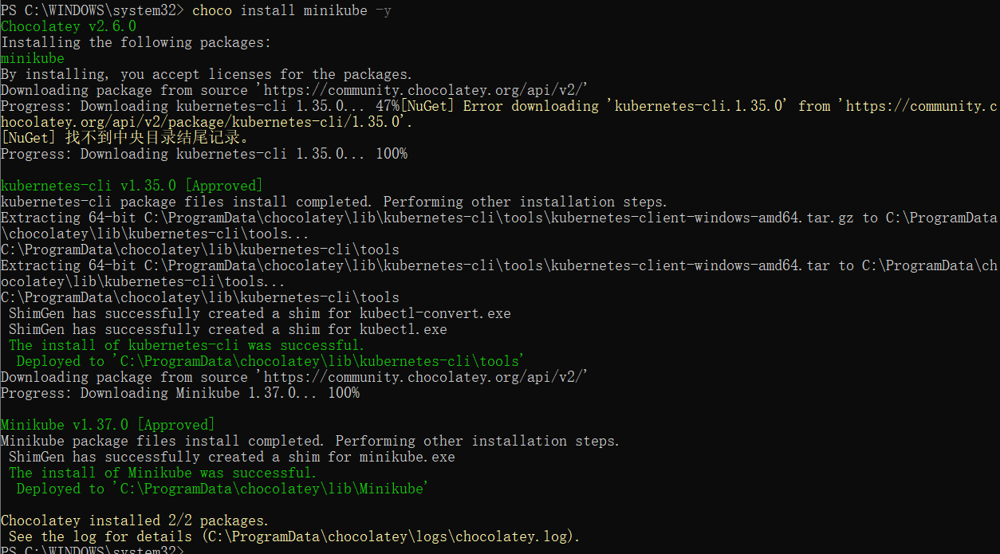 PS C:\WINDOWS\system32> choco install minikube -y
Chocolatey v2.6.0
Installing the following packages:
minikube
By installing, you accept licenses for the packages.
Downloading package from source 'https://community.chocolatey.org/api/v2/'
Progress: Downloading kubernetes-cli 1.35.0... 47%[NuGet] Error downloading 'kubernetes-cli.1.35.0' from 'https://community.c
hocolatey.org/api/v2/package/kubernetes-cli/1.35.0'.
[NuGet] 找不到中央目录结尾记录。
Progress: Downloading kubernetes-cli 1.35.0... 100%
kubernetes-cli v1.35.0 [Approved]
kubernetes-cli package files install completed. Performing other installation steps.
Extracting 64-bit C:\ProgramData\chocolatey\lib\kubernetes-cli\tools\kubernetes-client-windows-amd64.tar.gz to C:\ProgramData
\chocolatey\lib\kubernetes-cli\tools...
C:\ProgramData\chocolatey\lib\kubernetes-cli\tools
Extracting 64-bit C:\ProgramData\chocolatey\lib\kubernetes-cli\tools\kubernetes-client-windows-amd64.tar to C:\ProgramData\ch
ocolatey\lib\kubernetes-cli\tools...
C:\ProgramData\chocolatey\lib\kubernetes-cli\tools
ShimGen has successfully created a shim for kubectl-convert.exe
ShimGen has successfully created a shim for kubectl.exe
The install of kubernetes-cli was successful.
Deployed to 'C:\ProgramData\chocolatey\lib\kubernetes-cli\tools'
Downloading package from source 'https://community.chocolatey.org/api/v2/'
Progress: Downloading Minikube 1.37.0... 100%
Minikube v1.37.0 [Approved]
Minikube package files install completed. Performing other installation steps.
ShimGen has successfully created a shim for minikube.exe
The install of Minikube was successful.
Deployed to 'C:\ProgramData\chocolatey\lib\Minikube'
Chocolatey installed 2/2 packages.
See the log for details (C:\ProgramData\chocolatey\logs\chocolatey.log).
PS C:\WINDOWS\system32>